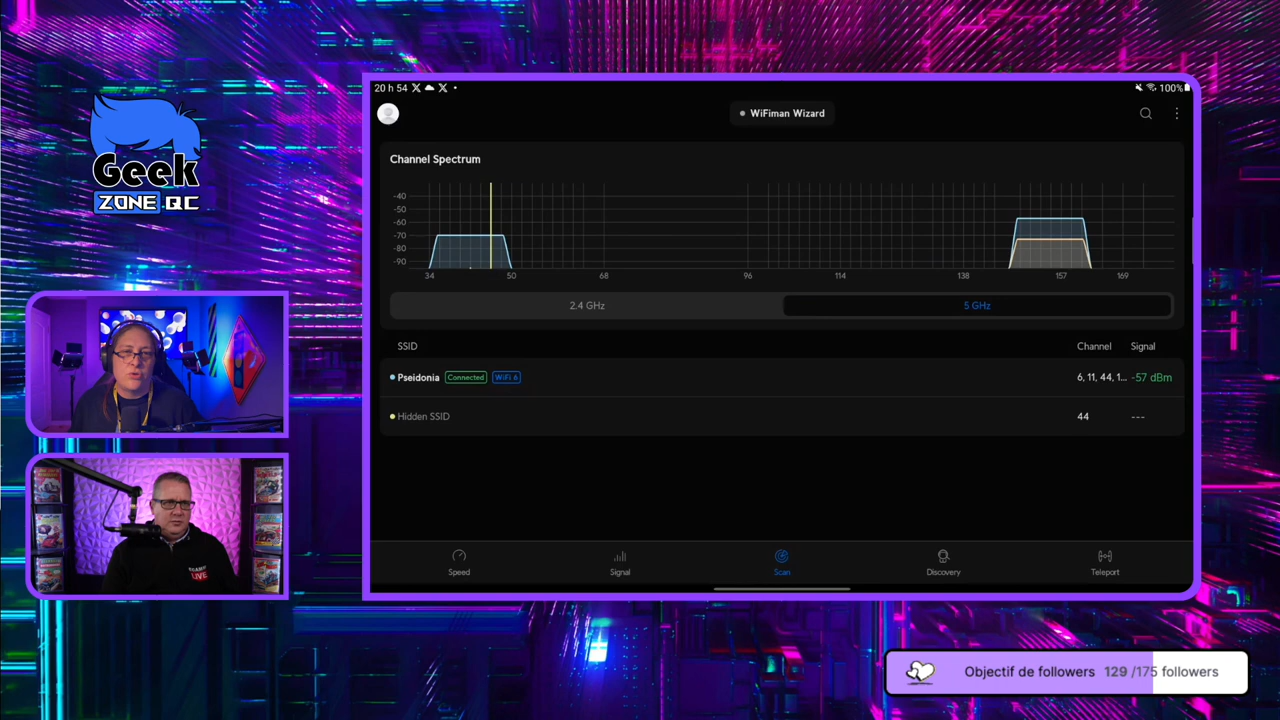 Geek
ZONE QC
20 h 54
100%
WiFiman Wizard
Channel Spectrum
-40
-50
-60
-70
-80
-90
34 50 68 96 114 138 157 169
2.4 GHz 5 GHz
SSID Channel Signal
Pseidonia Connected WiFi 6 6, 11, 44, 1... -57 dBm
Hidden SSID 44 ---
Speed Signal Scan Discovery Teleport
LIVE
Objectif de followers 129 /175 followers